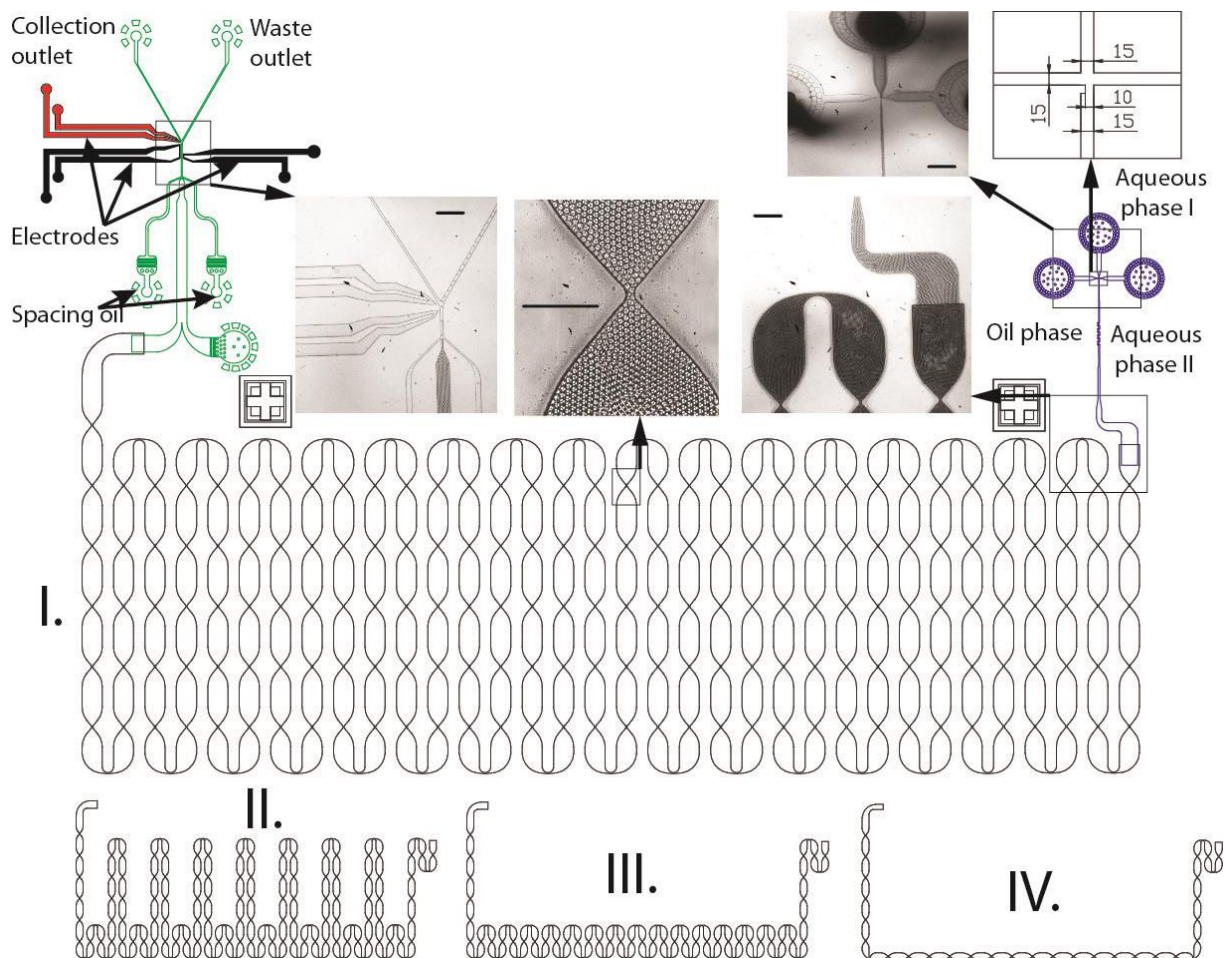 Collection
outlet
Waste
outlet
Electrodes
Spacing oil
15
15
10
15
Aqueous
phase I
Oil phase
Aqueous
phase II
I.
II.
III.
IV.